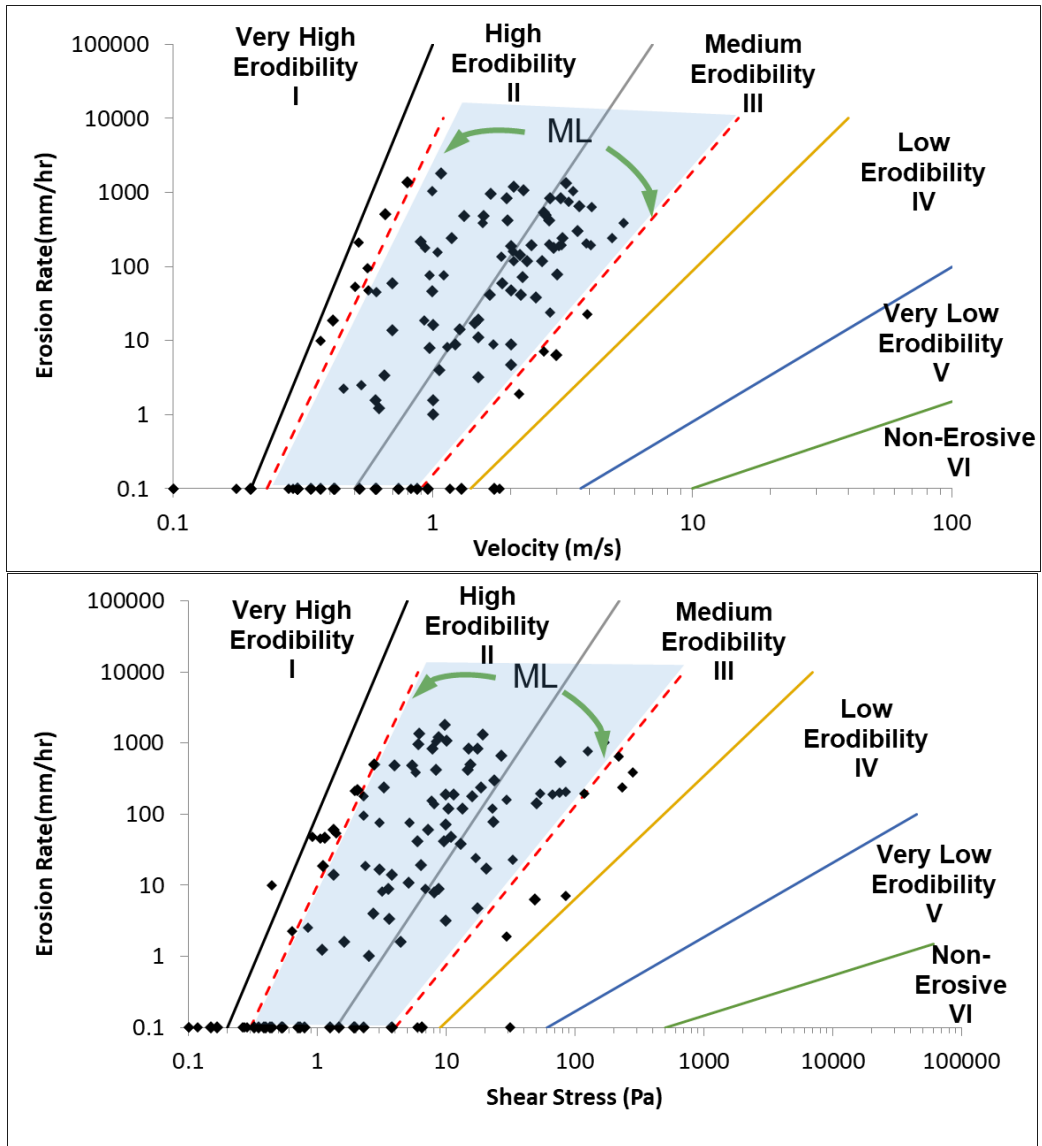 Very High
Erodibility
I
High
Erodibility
II
Medium
Erodibility
III
Low
Erodibility
IV
Very Low
Erodibility
V
Non-Erosive
VI
ML
100000
10000
1000
100
10
1
0.1
Erosion Rate(mm/hr)
0.1
1
10
100
Velocity (m/s)
Very High
Erodibility
I
High
Erodibility
II
Medium
Erodibility
III
Low
Erodibility
IV
Very Low
Erodibility
V
Non-
Erosive
VI
ML
100000
10000
1000
100
10
1
0.1
Erosion Rate(mm/hr)
0.1
1
10
100
1000
10000
100000
Shear Stress (Pa)